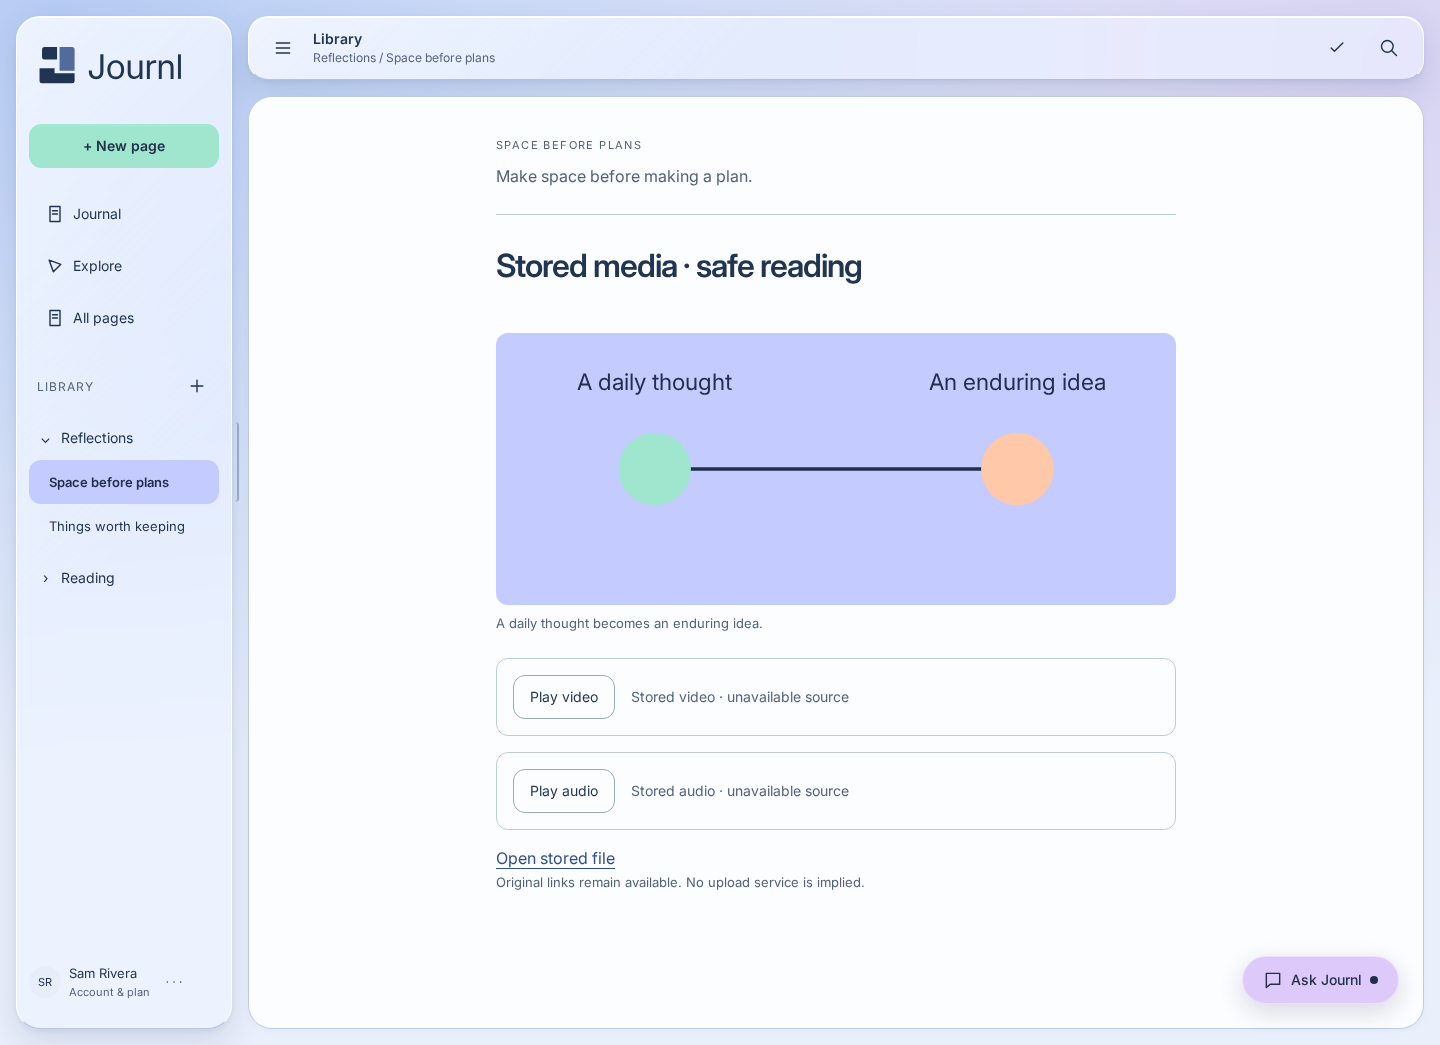 Journl
+ New page
Journal
Explore
All pages
LIBRARY
Reflections
Space before plans
Things worth keeping
Reading
SR
Sam Rivera
Account & plan
Library
Reflections / Space before plans
SPACE BEFORE PLANS
Make space before making a plan.
Stored media · safe reading
A daily thought
An enduring idea
A daily thought becomes an enduring idea.
Play video
Stored video · unavailable source
Play audio
Stored audio · unavailable source
Open stored file
Original links remain available. No upload service is implied.
Ask Journl